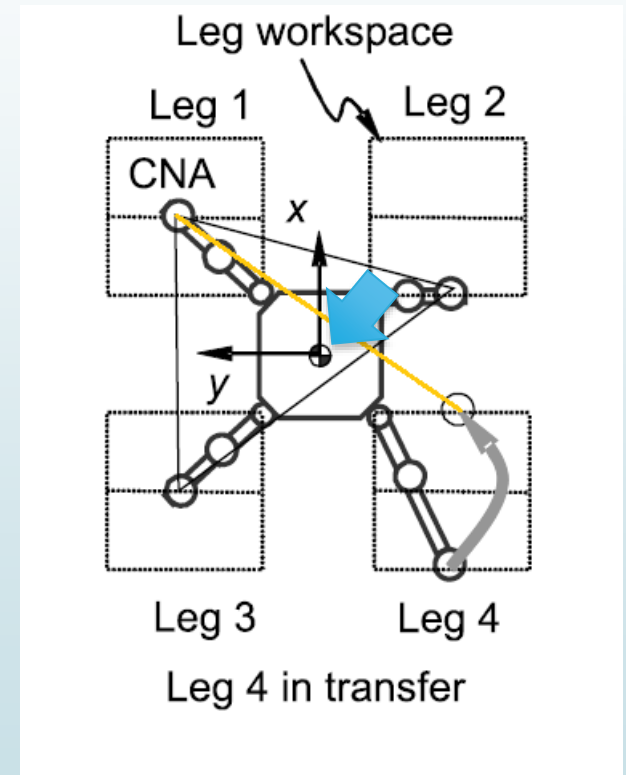 Leg workspace
Leg 1
Leg 2
CNA
x
y
Leg 3
Leg 4
Leg 4 in transfer